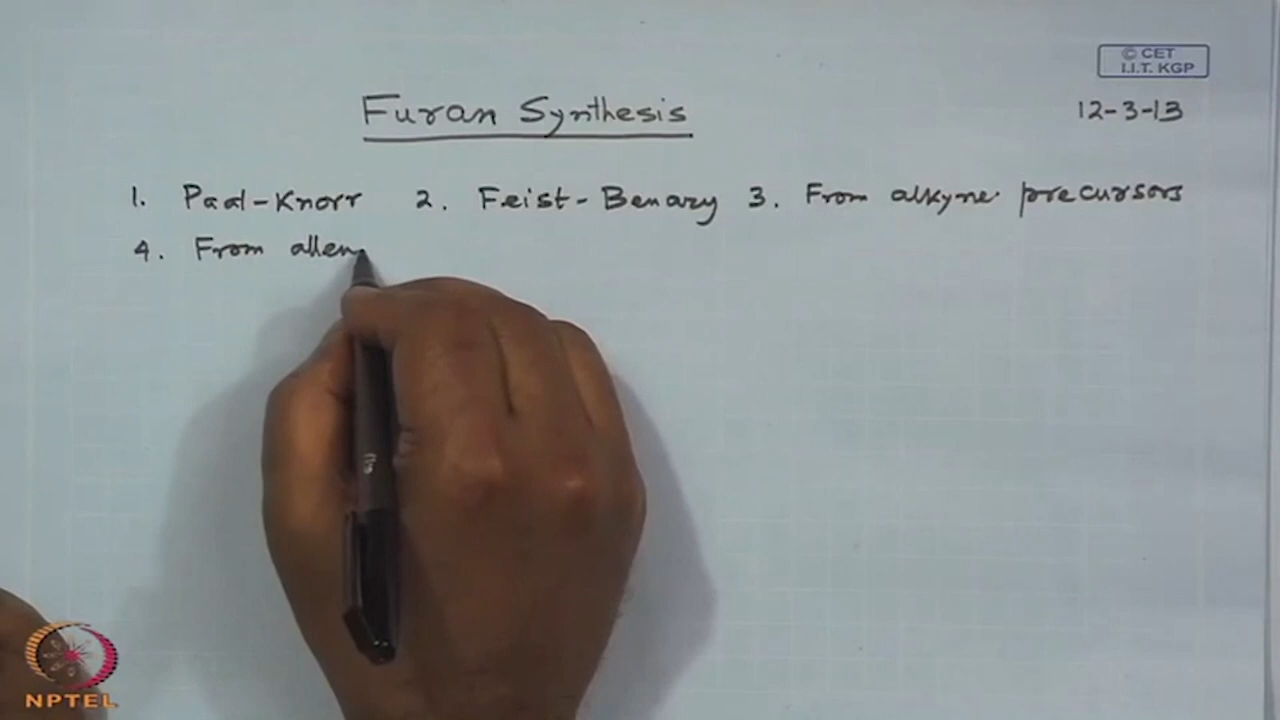 © CET
I.I.T. KGP
Furan Synthesis
12-3-13
1. Paal-Knorr 2. Feist-Benary 3. From alkyne precursors
4. From allen
NPTEL